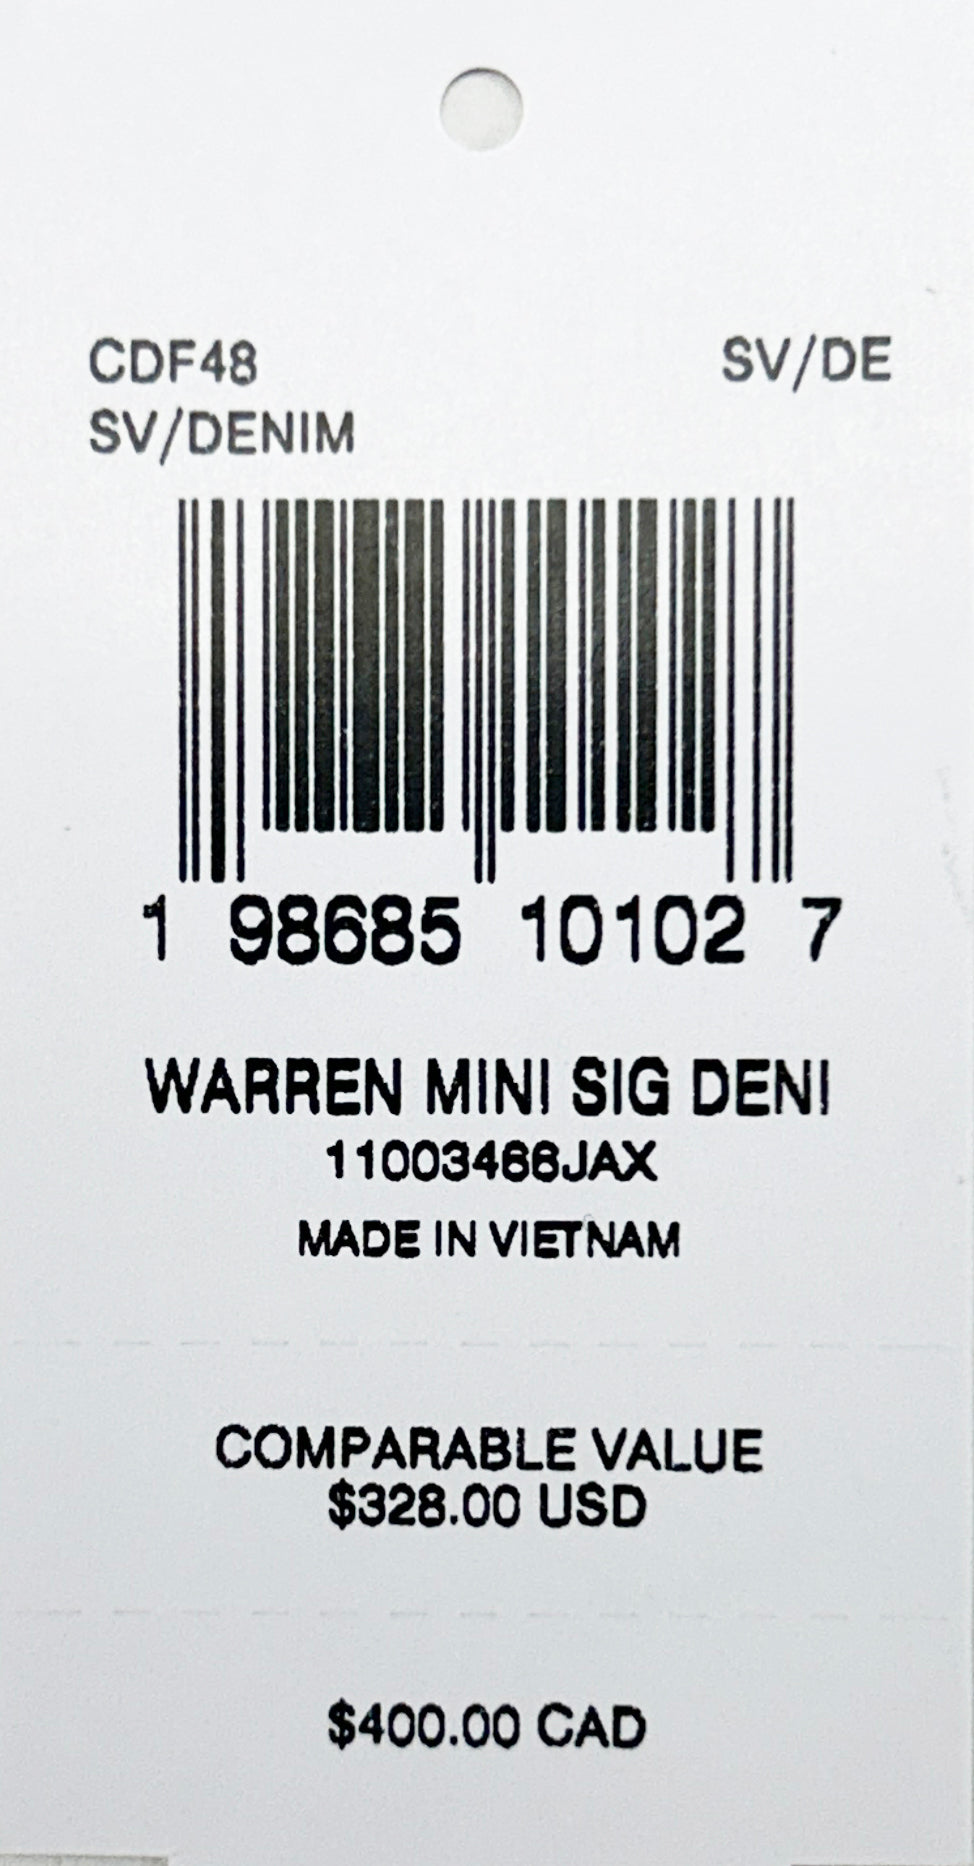 CDF48 SV/DE
SV/DENIM
1 98685 10102 7
WARREN MINI SIG DENI
11003466JAX
MADE IN VIETNAM
COMPARABLE VALUE
$328.00 USD
$400.00 CAD